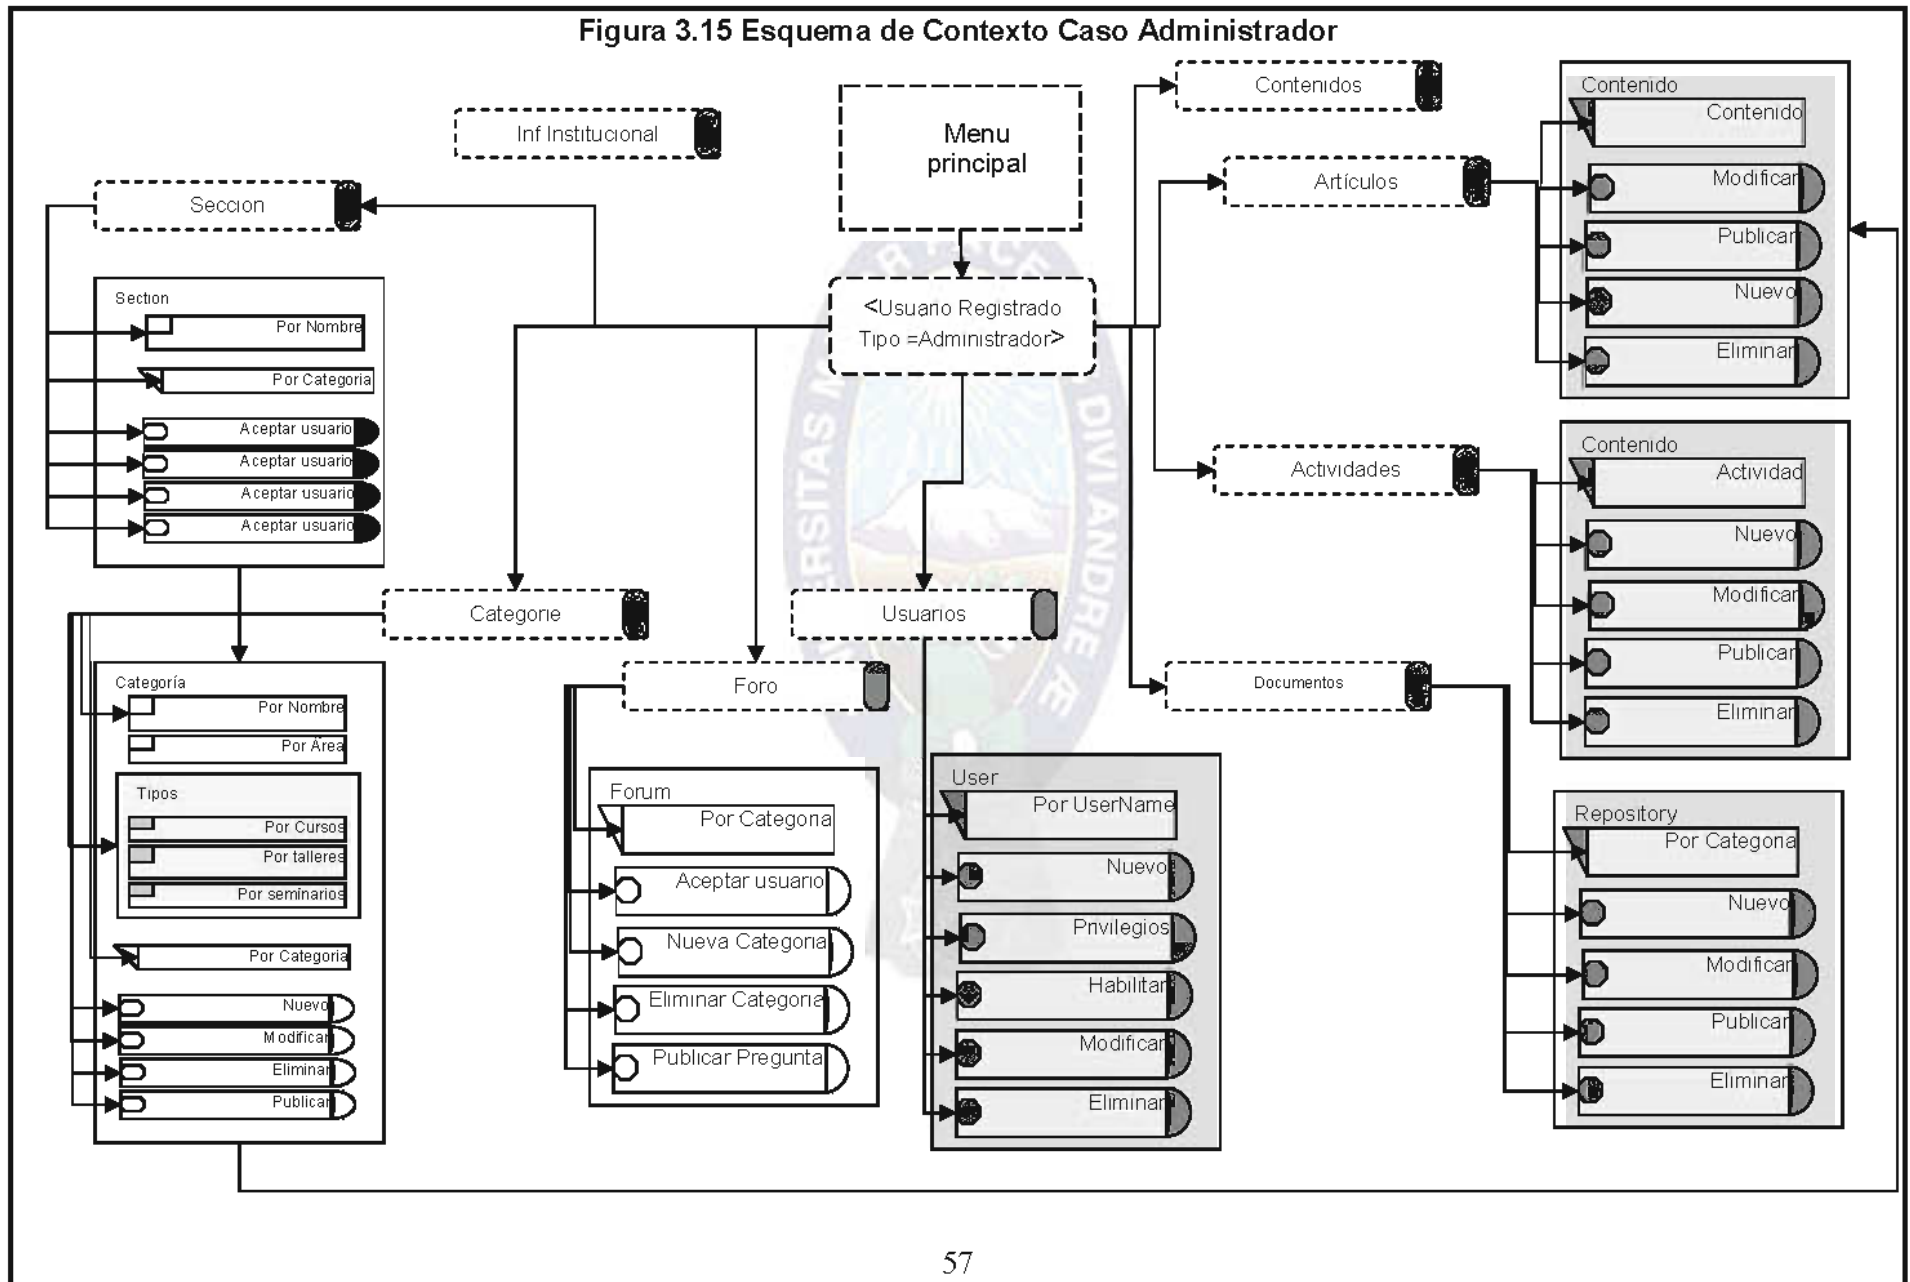 Figura 3.15 Esquema de Contexto Caso Administrador
Contenidos
Inf Institucional
Menu
principal
Artículos
Seccion
<Usuario Registrado
Tipo =Administrador>
Contenido
Contenido
Modificar
Publicar
Nuevo
Eliminar
Section
Por Nombre
Por Categoria
Aceptar usuario
Aceptar usuario
Aceptar usuario
Aceptar usuario
Actividades
Contenido
Actividad
Nuevo
Modificar
Publicar
Eliminar
Categorie
Usuarios
Foro
Documentos
Categoría
Por Nombre
Por Área
Tipos
Por Cursos
Por talleres
Por seminarios
Por Categoria
Nuevo
Modificar
Eliminar
Publicar
Forum
Por Categoria
Aceptar usuario
Nueva Categoria
Eliminar Categoria
Publicar Pregunta
User
Por UserName
Nuevo
Privilegios
Habilitar
Modificar
Eliminar
Repository
Por Categoria
Nuevo
Modificar
Publicar
Eliminar
57